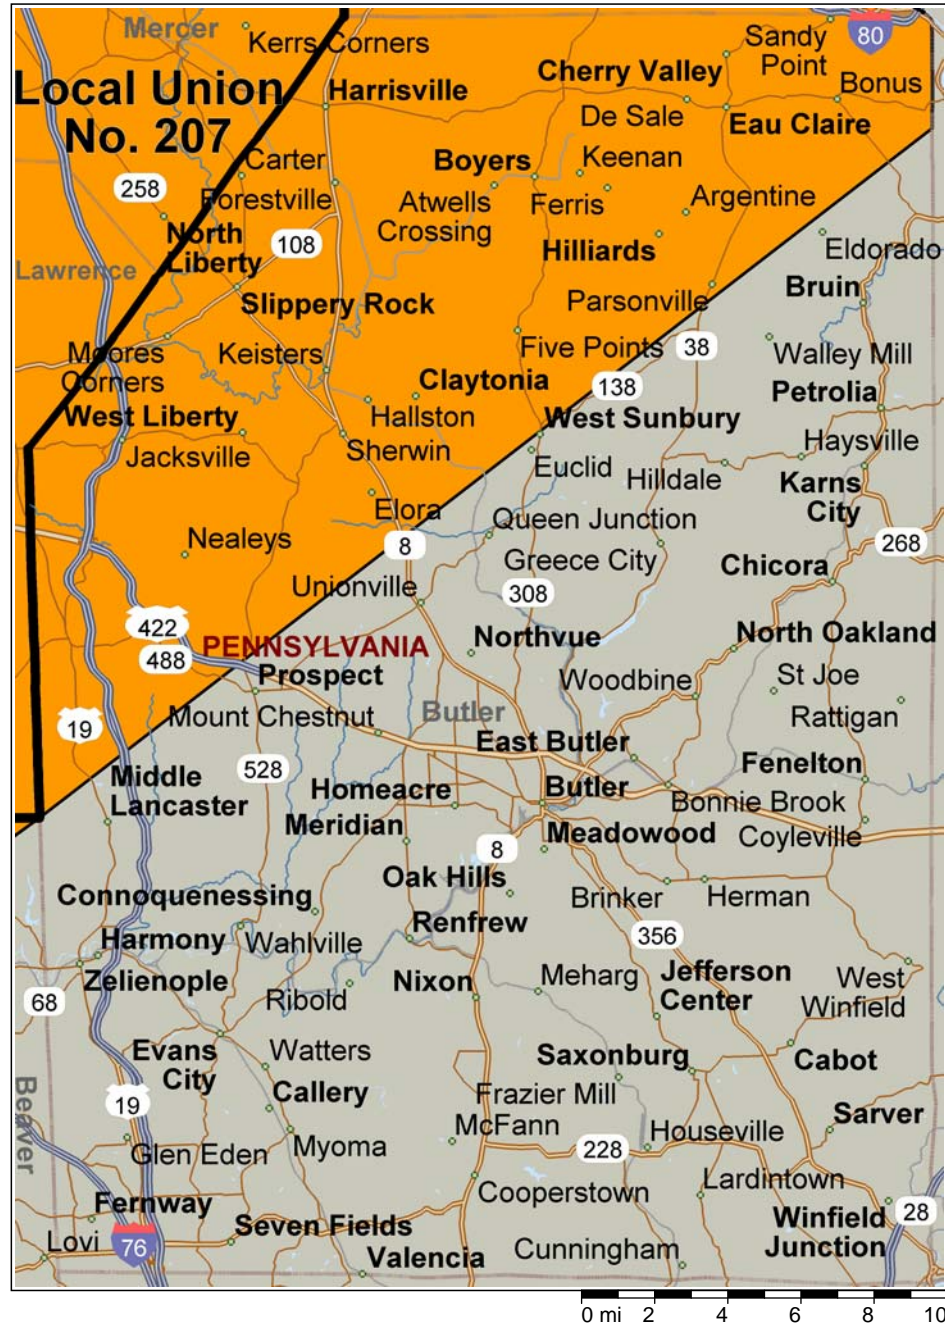 Mercer
Kerrs Corners
Sandy
Point
80
Local Union
No. 207
Harrisville
Cherry Valley
Bonus
De Sale
Eau Claire
Carter
Boyers
Keenan
258
Forestville
Atwells
Crossing
Ferris
Argentine
North
Liberty
108
Hilliards
Eldorado
Lawrence
Slippery Rock
Parsonville
Bruin
Moores
Corners
Keisters
Five Points
38
Walley Mill
Claytonia
138
Petrolia
West Liberty
Hallston
West Sunbury
Jacksville
Sherwin
Euclid
Hilldale
Haysville
Karns
City
Elora
Queen Junction
Nealeys
8
Greece City
268
Unionville
308
Chicora
422
PENNSYLVANIA
Northvue
North Oakland
488
Prospect
Woodbine
St Joe
19
Mount Chestnut
Butler
Rattigan
East Butler
528
Fenelton
Middle
Lancaster
Homeacre
Butler
Bonnie Brook
Meridian
Meadowood
Coyleville
8
Oak Hills
Connoquenessing
Brinker
Herman
Renfrew
Harmony
Wahlville
356
Zelienople
Nixon
Meharg
Jefferson
Center
West
Winfield
68
Ribold
Evans
City
Watters
Saxonburg
Cabot
Callery
Frazier Mill
Beaver
19
McFann
Sarver
Glen Eden
Myoma
228
Houseville
Fernway
Cooperstown
Lardintown
Lovi
76
Seven Fields
Winfield
Junction
28
Valencia
Cunningham
0 mi 2 4 6 8 10